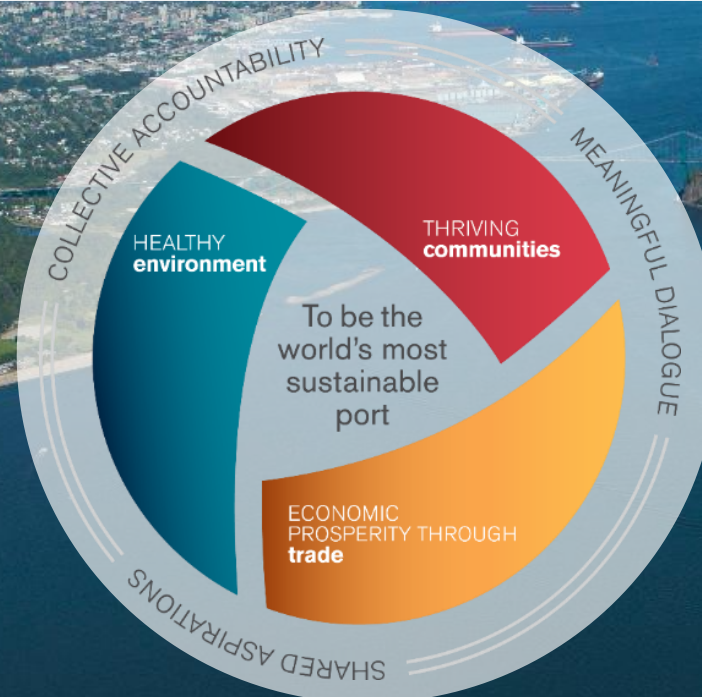 COLLECTIVE ACCOUNTABILITY
MEANINGFUL DIALOGUE
SHARED ASPIRATIONS
HEALTHY
environment
THRIVING
communities
To be the
world's most
sustainable
port
ECONOMIC
PROSPERITY THROUGH
trade